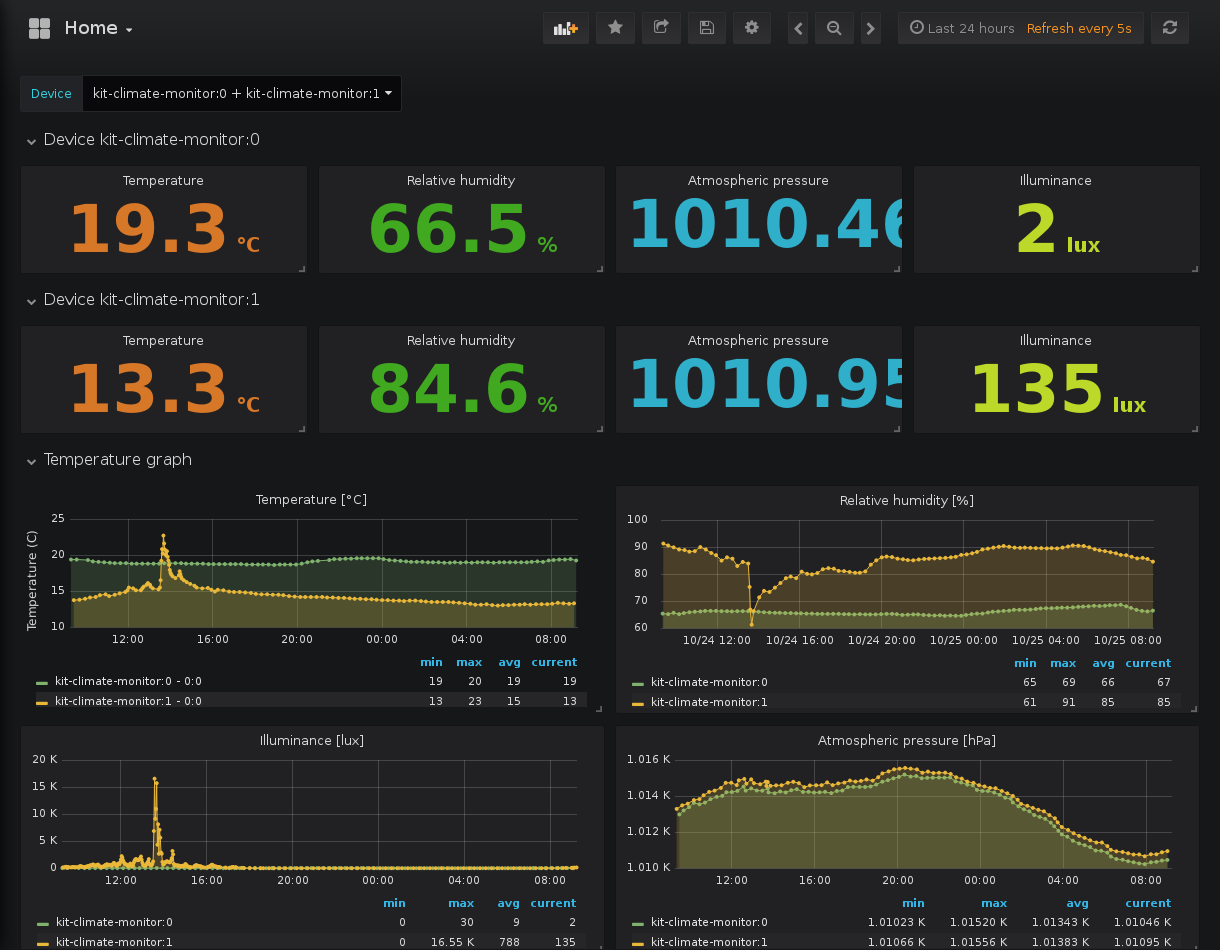 Home
Last 24 hours Refresh every 5s
Device kit-climate-monitor:0 + kit-climate-monitor:1
Device kit-climate-monitor:0
Temperature Relative humidity Atmospheric pressure Illuminance
19.3 °C 66.5 % 1010.46 2 lux
Device kit-climate-monitor:1
Temperature Relative humidity Atmospheric pressure Illuminance
13.3 °C 84.6 % 1010.95 135 lux
Temperature graph
Temperature [°C]
Temperature (C)
25
20
15
10
12:00 16:00 20:00 00:00 04:00 08:00
min max avg current
kit-climate-monitor:0 - 0:0 19 20 19 19
kit-climate-monitor:1 - 0:0 13 23 15 13
Relative humidity [%]
100
90
80
70
60
10/24 12:00 10/24 16:00 10/24 20:00 10/25 00:00 10/25 04:00 10/25 08:00
min max avg current
kit-climate-monitor:0 65 69 66 67
kit-climate-monitor:1 61 91 85 85
Illuminance [lux]
20 K
15 K
10 K
5 K
0
12:00 16:00 20:00 00:00 04:00 08:00
min max avg current
kit-climate-monitor:0 0 30 9 2
kit-climate-monitor:1 0 16.55 K 788 135
Atmospheric pressure [hPa]
1.016 K
1.014 K
1.012 K
1.010 K
12:00 16:00 20:00 00:00 04:00 08:00
min max avg current
kit-climate-monitor:0 1.01023 K 1.01520 K 1.01343 K 1.01046 K
kit-climate-monitor:1 1.01066 K 1.01556 K 1.01383 K 1.01095 K